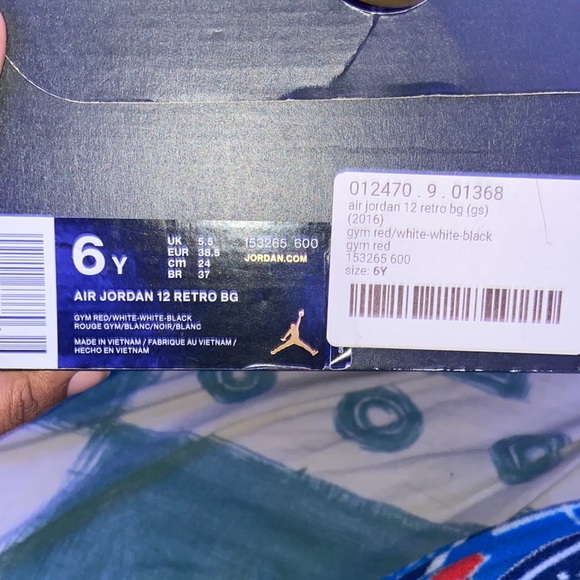 6 Y
UK 5.5
EUR 38.5
cm 24
BR 37
153265 600
JORDAN.COM
AIR JORDAN 12 RETRO BG
GYM RED/WHITE-WHITE-BLACK
ROUGE GYM/BLANC/NOIR/BLANC
MADE IN VIETNAM / FABRIQUE AU VIETNAM /
HECHO EN VIETNAM
012470 . 9 . 01368
air jordan 12 retro bg (gs)
(2016)
gym red/white-white-black
gym red
153265 600
size: 6Y